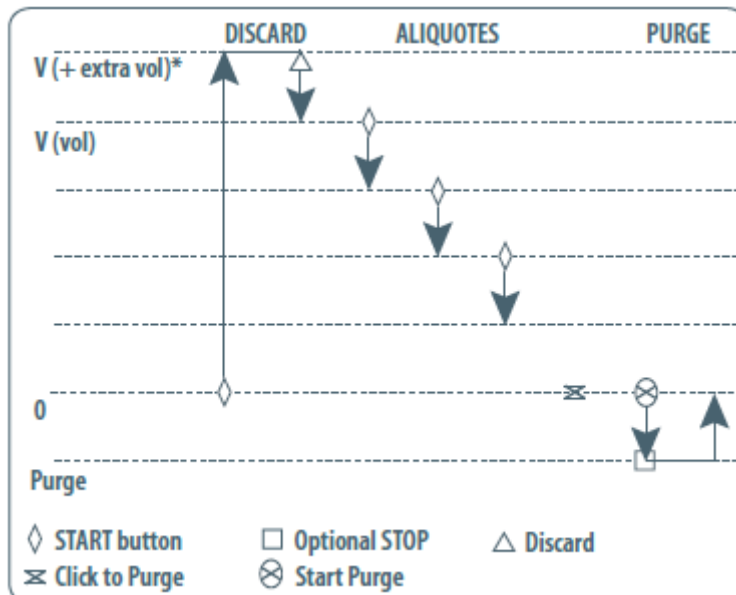 DISCARD ALIQUOTES PURGE
V (+ extra vol)*
V (vol)
0
Purge
START button Optional STOP Discard
Click to Purge Start Purge